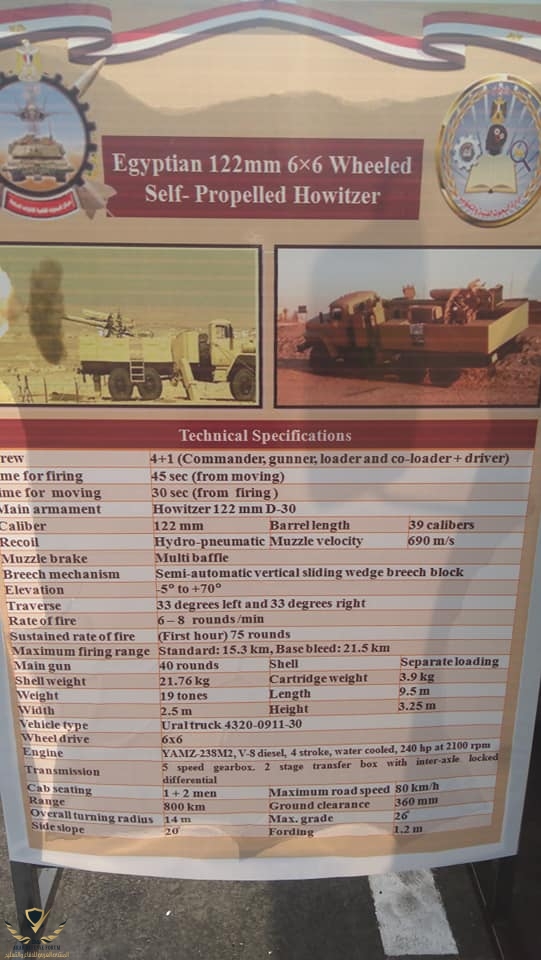 Egyptian 122mm 6×6 Wheeled
Self- Propelled Howitzer
Technical Specifications
rew 4+1 (Commander, gunner, loader and co-loader + driver)
me for firing 45 sec (from moving)
ime for moving 30 sec (from firing )
Main armament Howitzer 122 mm D-30
Caliber 122 mm Barrel length 39 calibers
Recoil Hydro-pneumatic Muzzle velocity 690 m/s
Muzzle brake Multi baffle
Breech mechanism Semi-automatic vertical sliding wedge breech block
Elevation -5° to +70°
Traverse 33 degrees left and 33 degrees right
Rate of fire 6 – 8 rounds /min
Sustained rate of fire (First hour) 75 rounds
Maximum firing range Standard: 15.3 km, Base bleed: 21.5 km
Main gun 40 rounds Shell Separate loading
Shell weight 21.76 kg Cartridge weight 3.9 kg
Weight 19 tones Length 9.5 m
Width 2.5 m Height 3.25 m
Vehicle type Ural truck 4320-0911-30
Wheel drive 6x6
Engine YAMZ-238M2, V-8 diesel, 4 stroke, water cooled, 240 hp at 2100 rpm
Transmission 5 speed gearbox. 2 stage transfer box with inter-axle locked
differential
Cab seating 1 + 2 men Maximum road speed 80 km/h
Range 800 km Ground clearance 360 mm
Overall turning radius 14 m Max. grade 26°
Side slope 20° Fording 1.2 m